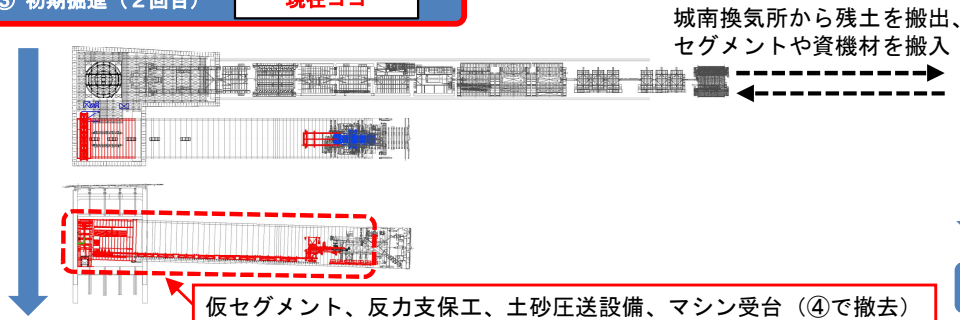 ③ 初期掘進（２回目）
現在ココ
城南換気所から残土を搬出、
セグメントや資機材を搬入
仮セグメント、反力支保工、土砂圧送設備、マシン受台（④で撤去）